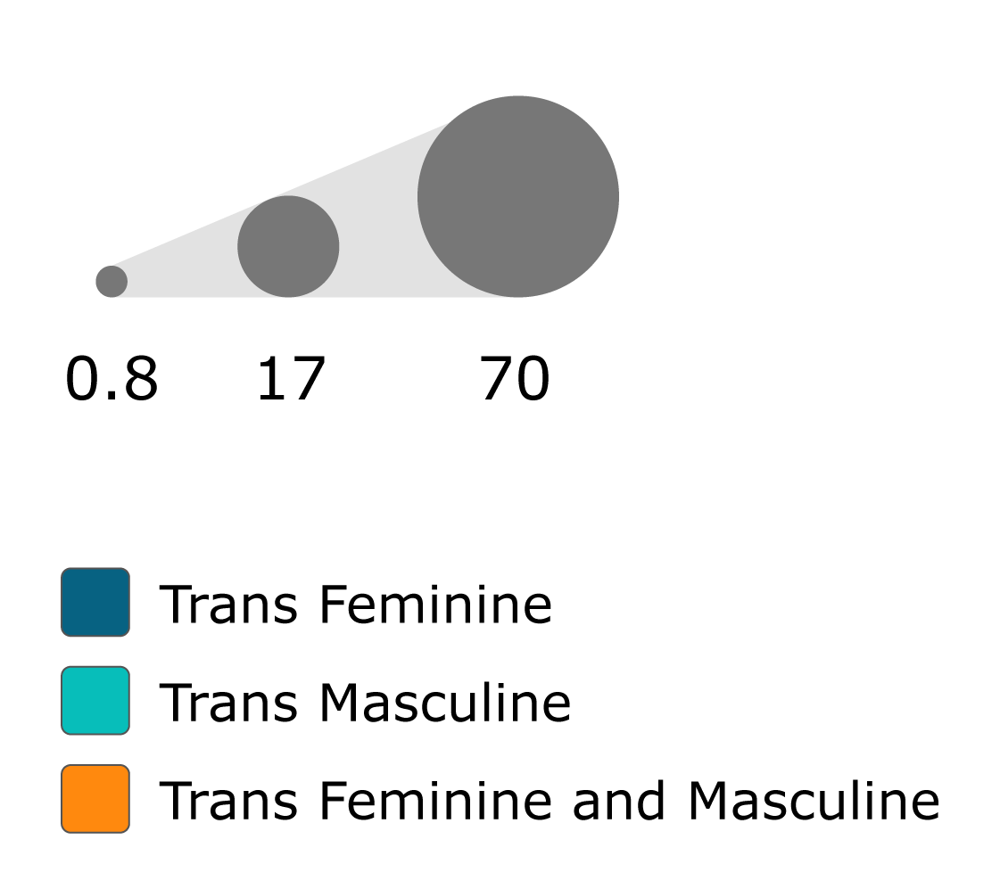 0.8 17 70
Trans Feminine
Trans Masculine
Trans Feminine and Masculine